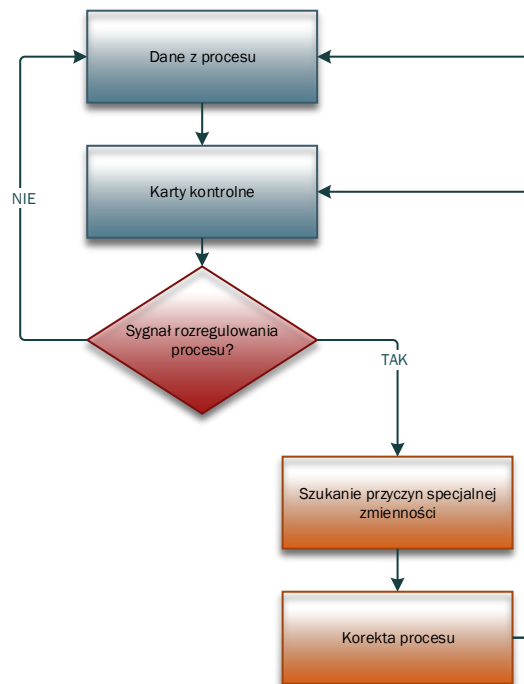 Dane z procesu
Karty kontrolne
NIE
Sygnał rozregulowania
procesu?
TAK
Szukanie przyczyn specjalnej
zmienności
Korekta procesu